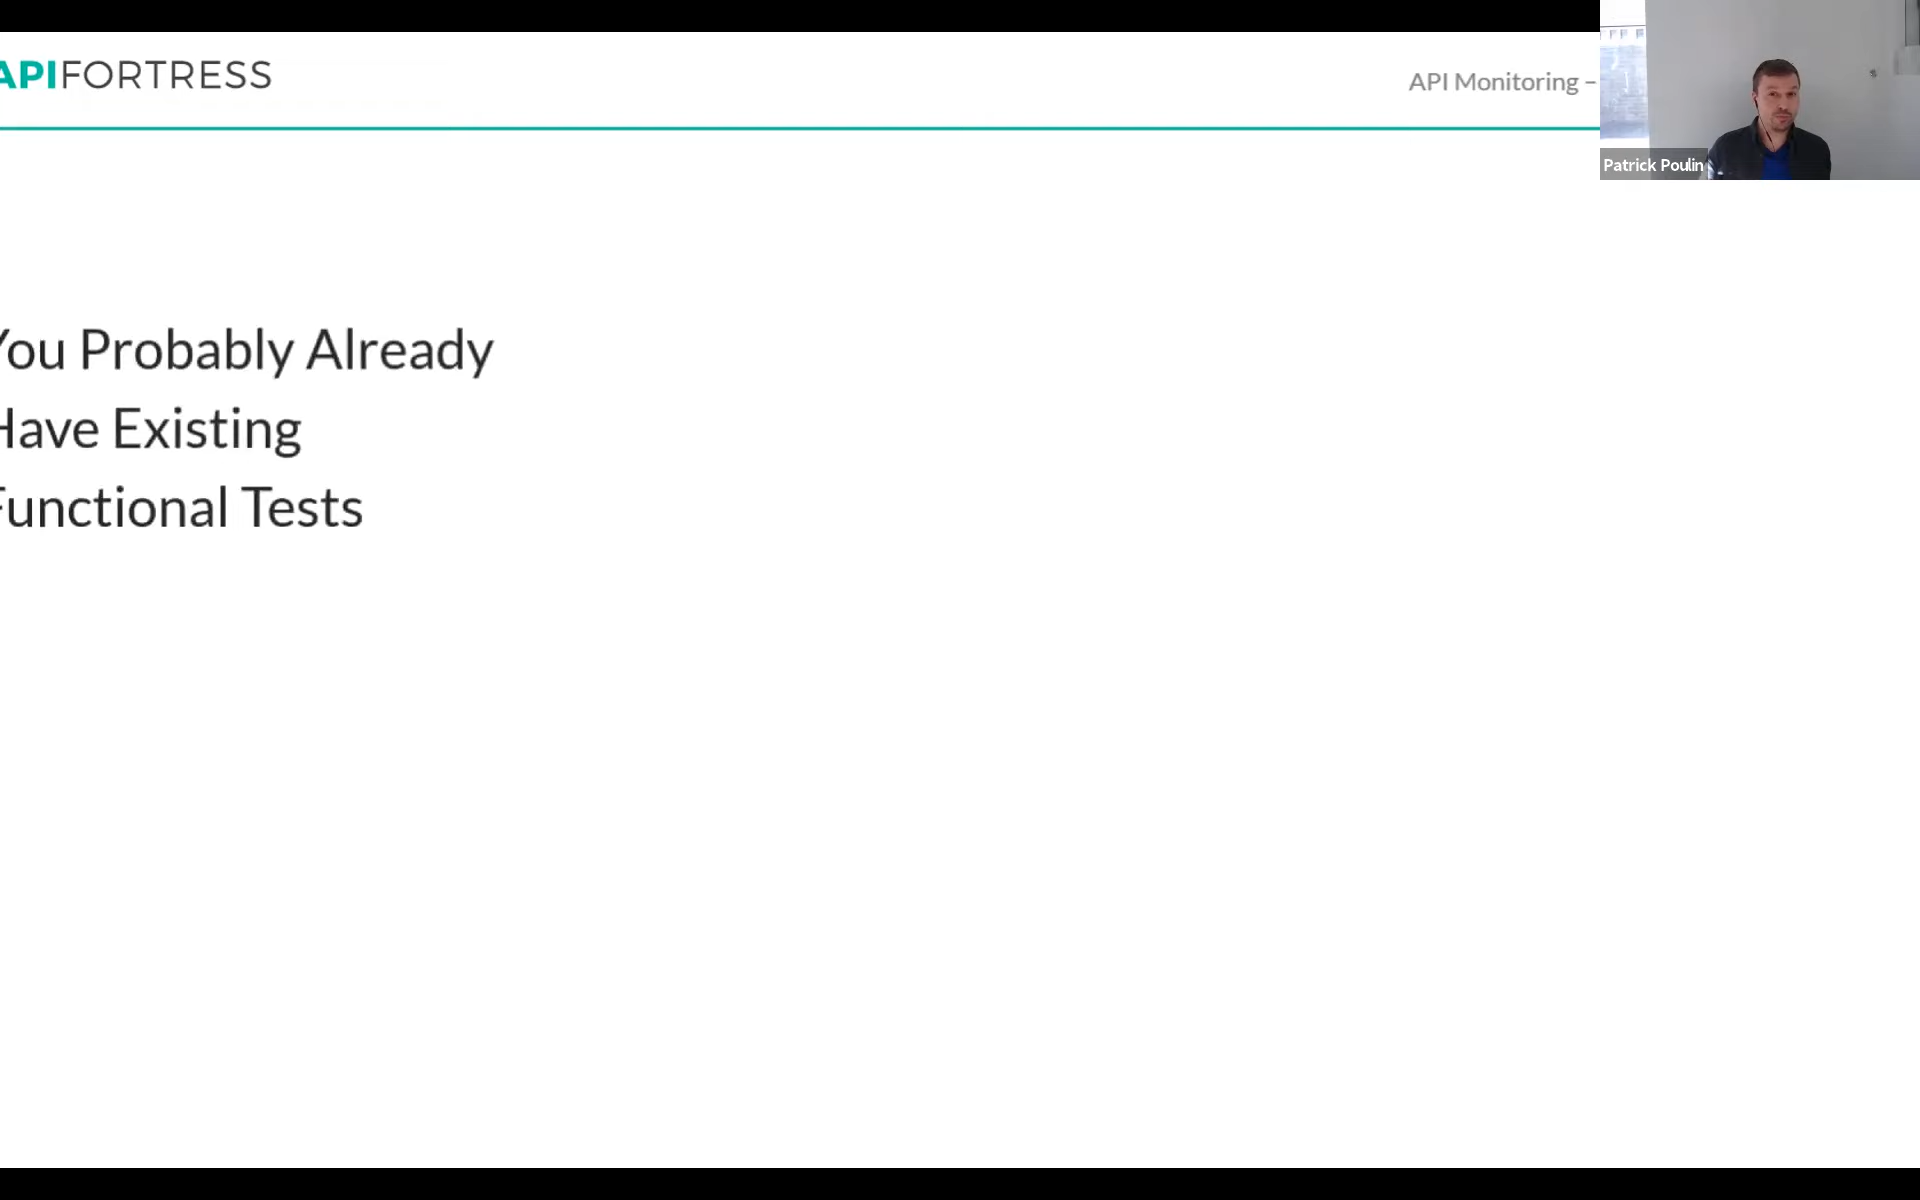 APIFORTRESS
API Monitoring –
Patrick Poulin
You Probably Already
Have Existing
Functional Tests